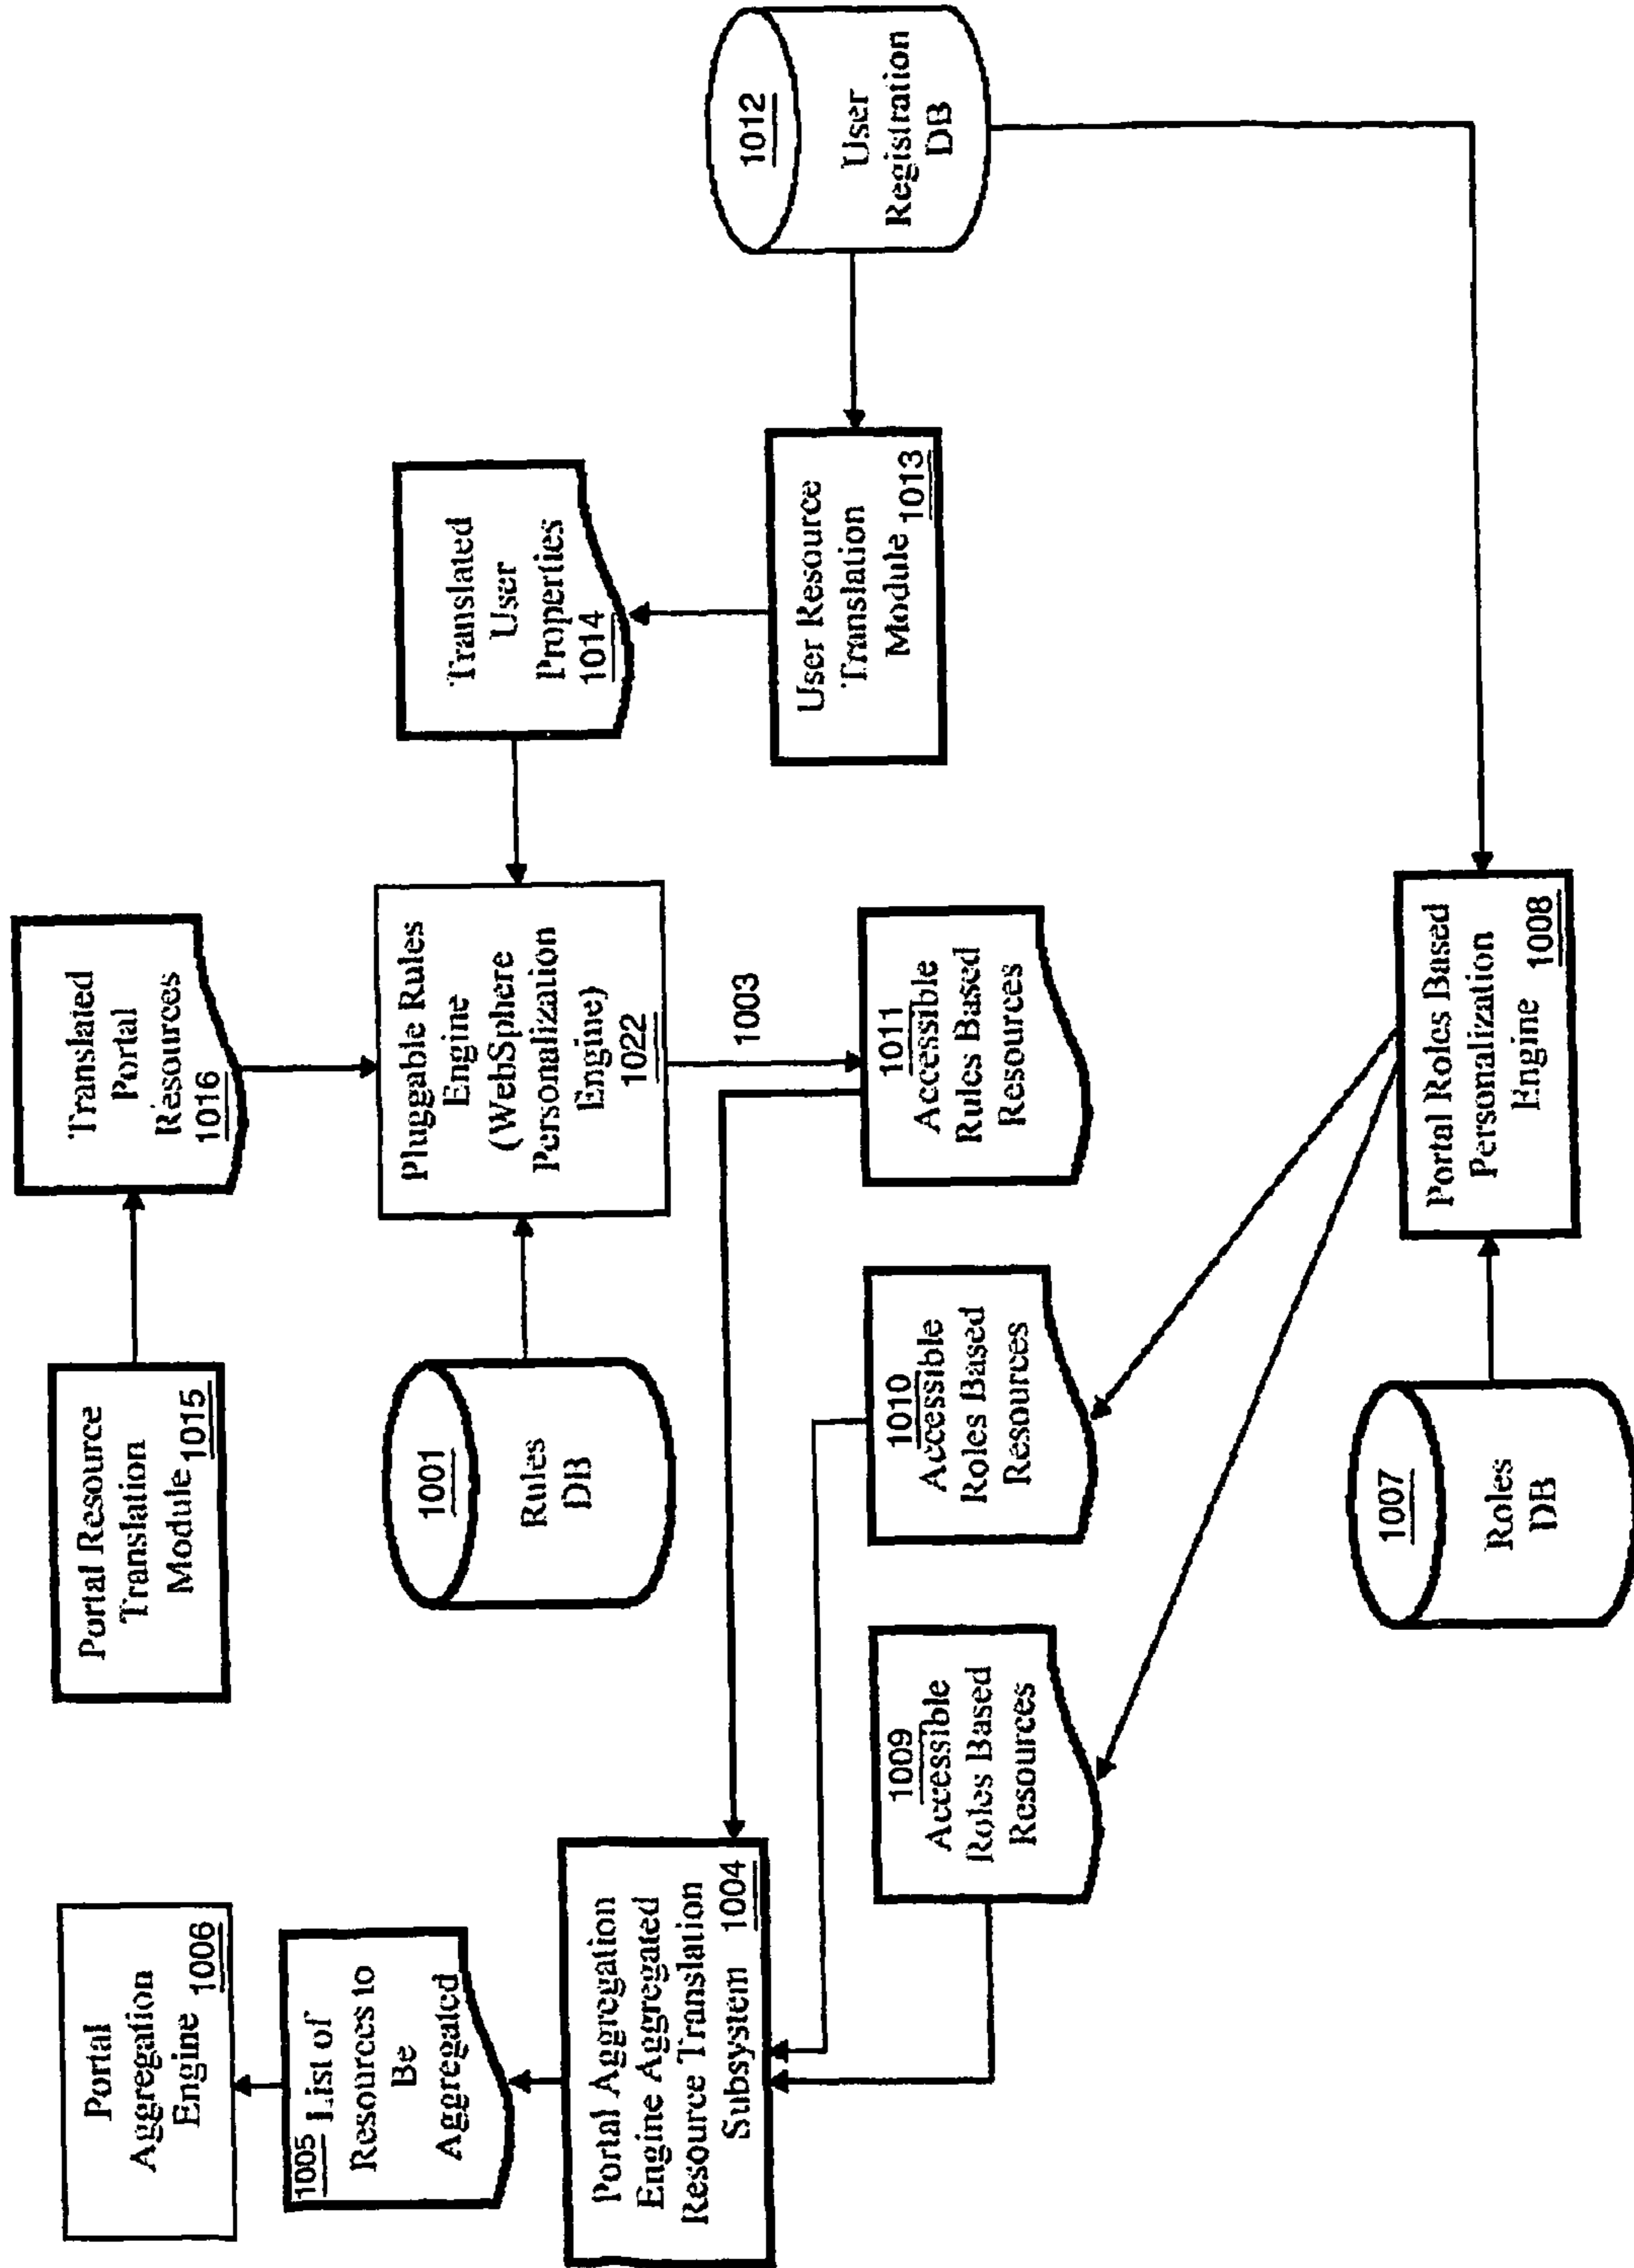 Portal
Aggregation
Engine 1006
1005 List of
Resources to
Be
Aggregated
Portal Aggregation
Engine Aggregated
Resource Translation
Subsystem 1004
Portal Resource
Translation
Module 1015
Translated
Portal
Resources
1016
1001
Rules
DB
Pluggable Rules
Engine
(WebSphere
Personalization
Engine)
1022
1003
Translated
User
Properties
1014
User Resource
Translation
Module 1013
1012
User
Registration
DB
1009
Accessible
Roles Based
Resources
1010
Accessible
Roles Based
Resources
1011
Accessible
Rules Based
Resources
1007
Roles
DB
Portal Roles Based
Personalization
Engine 1008